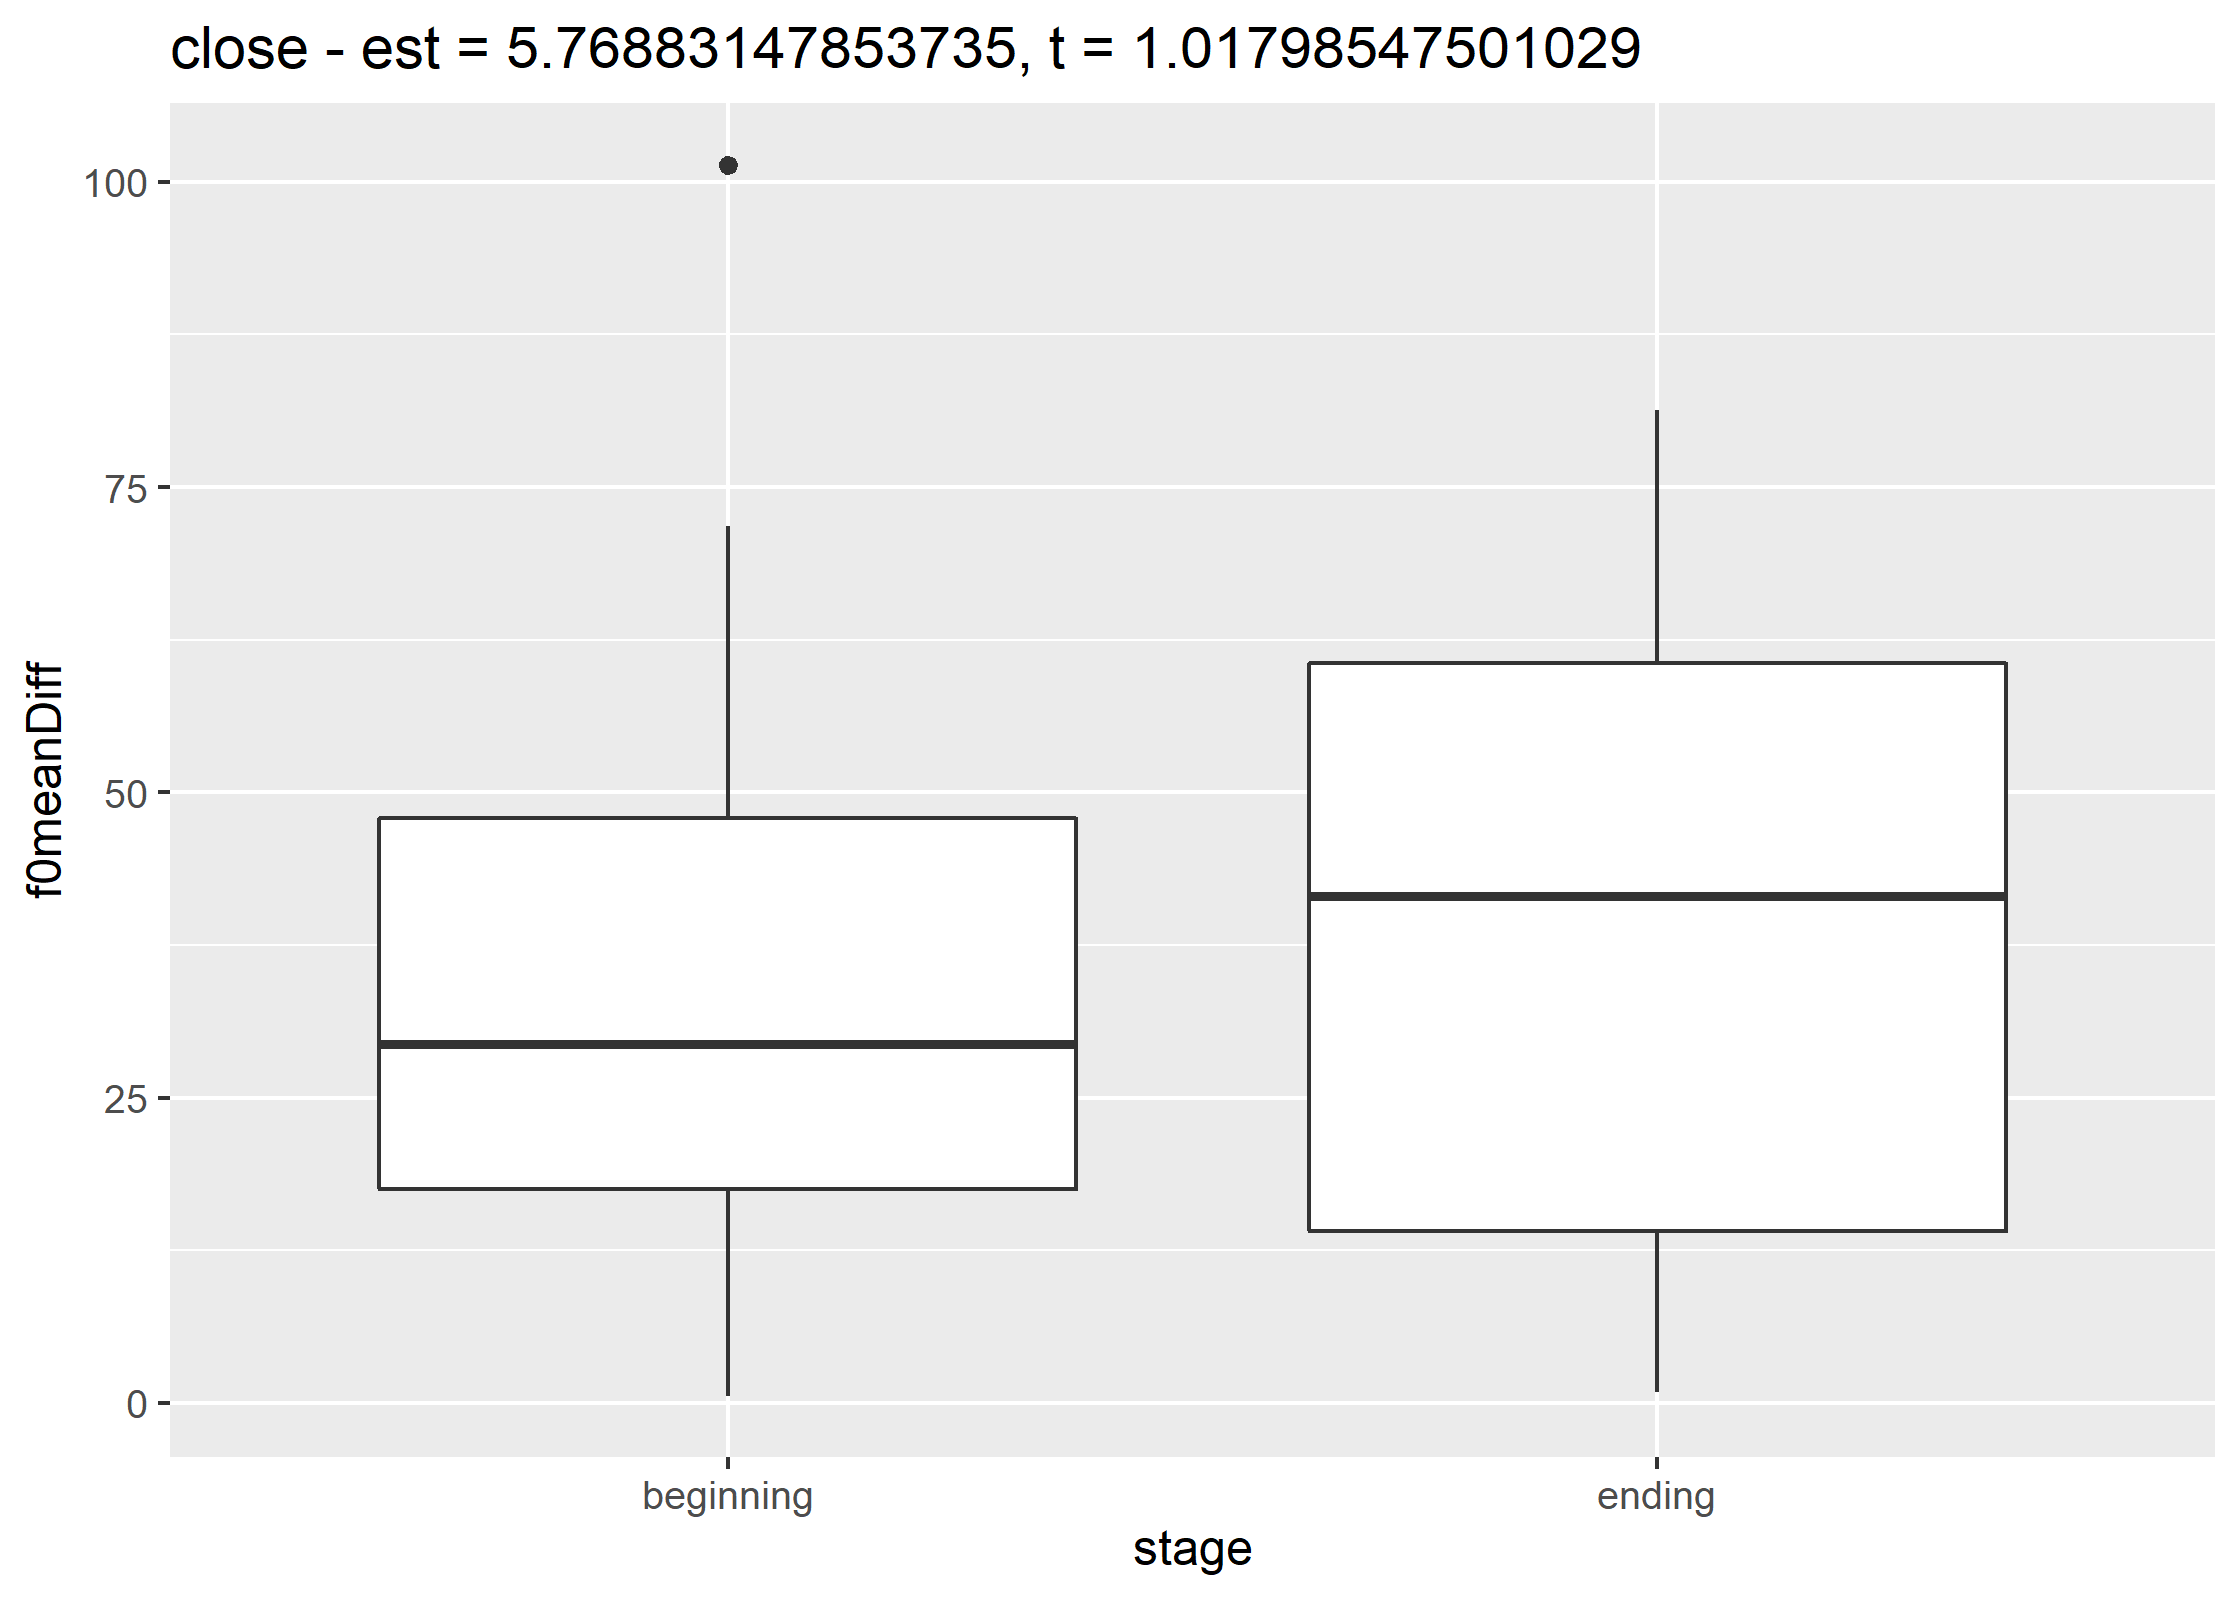 close - est = 5.76883147853735, t = 1.01798547501029
f0meanDiff
100
75
50
25
0
beginning
ending
stage